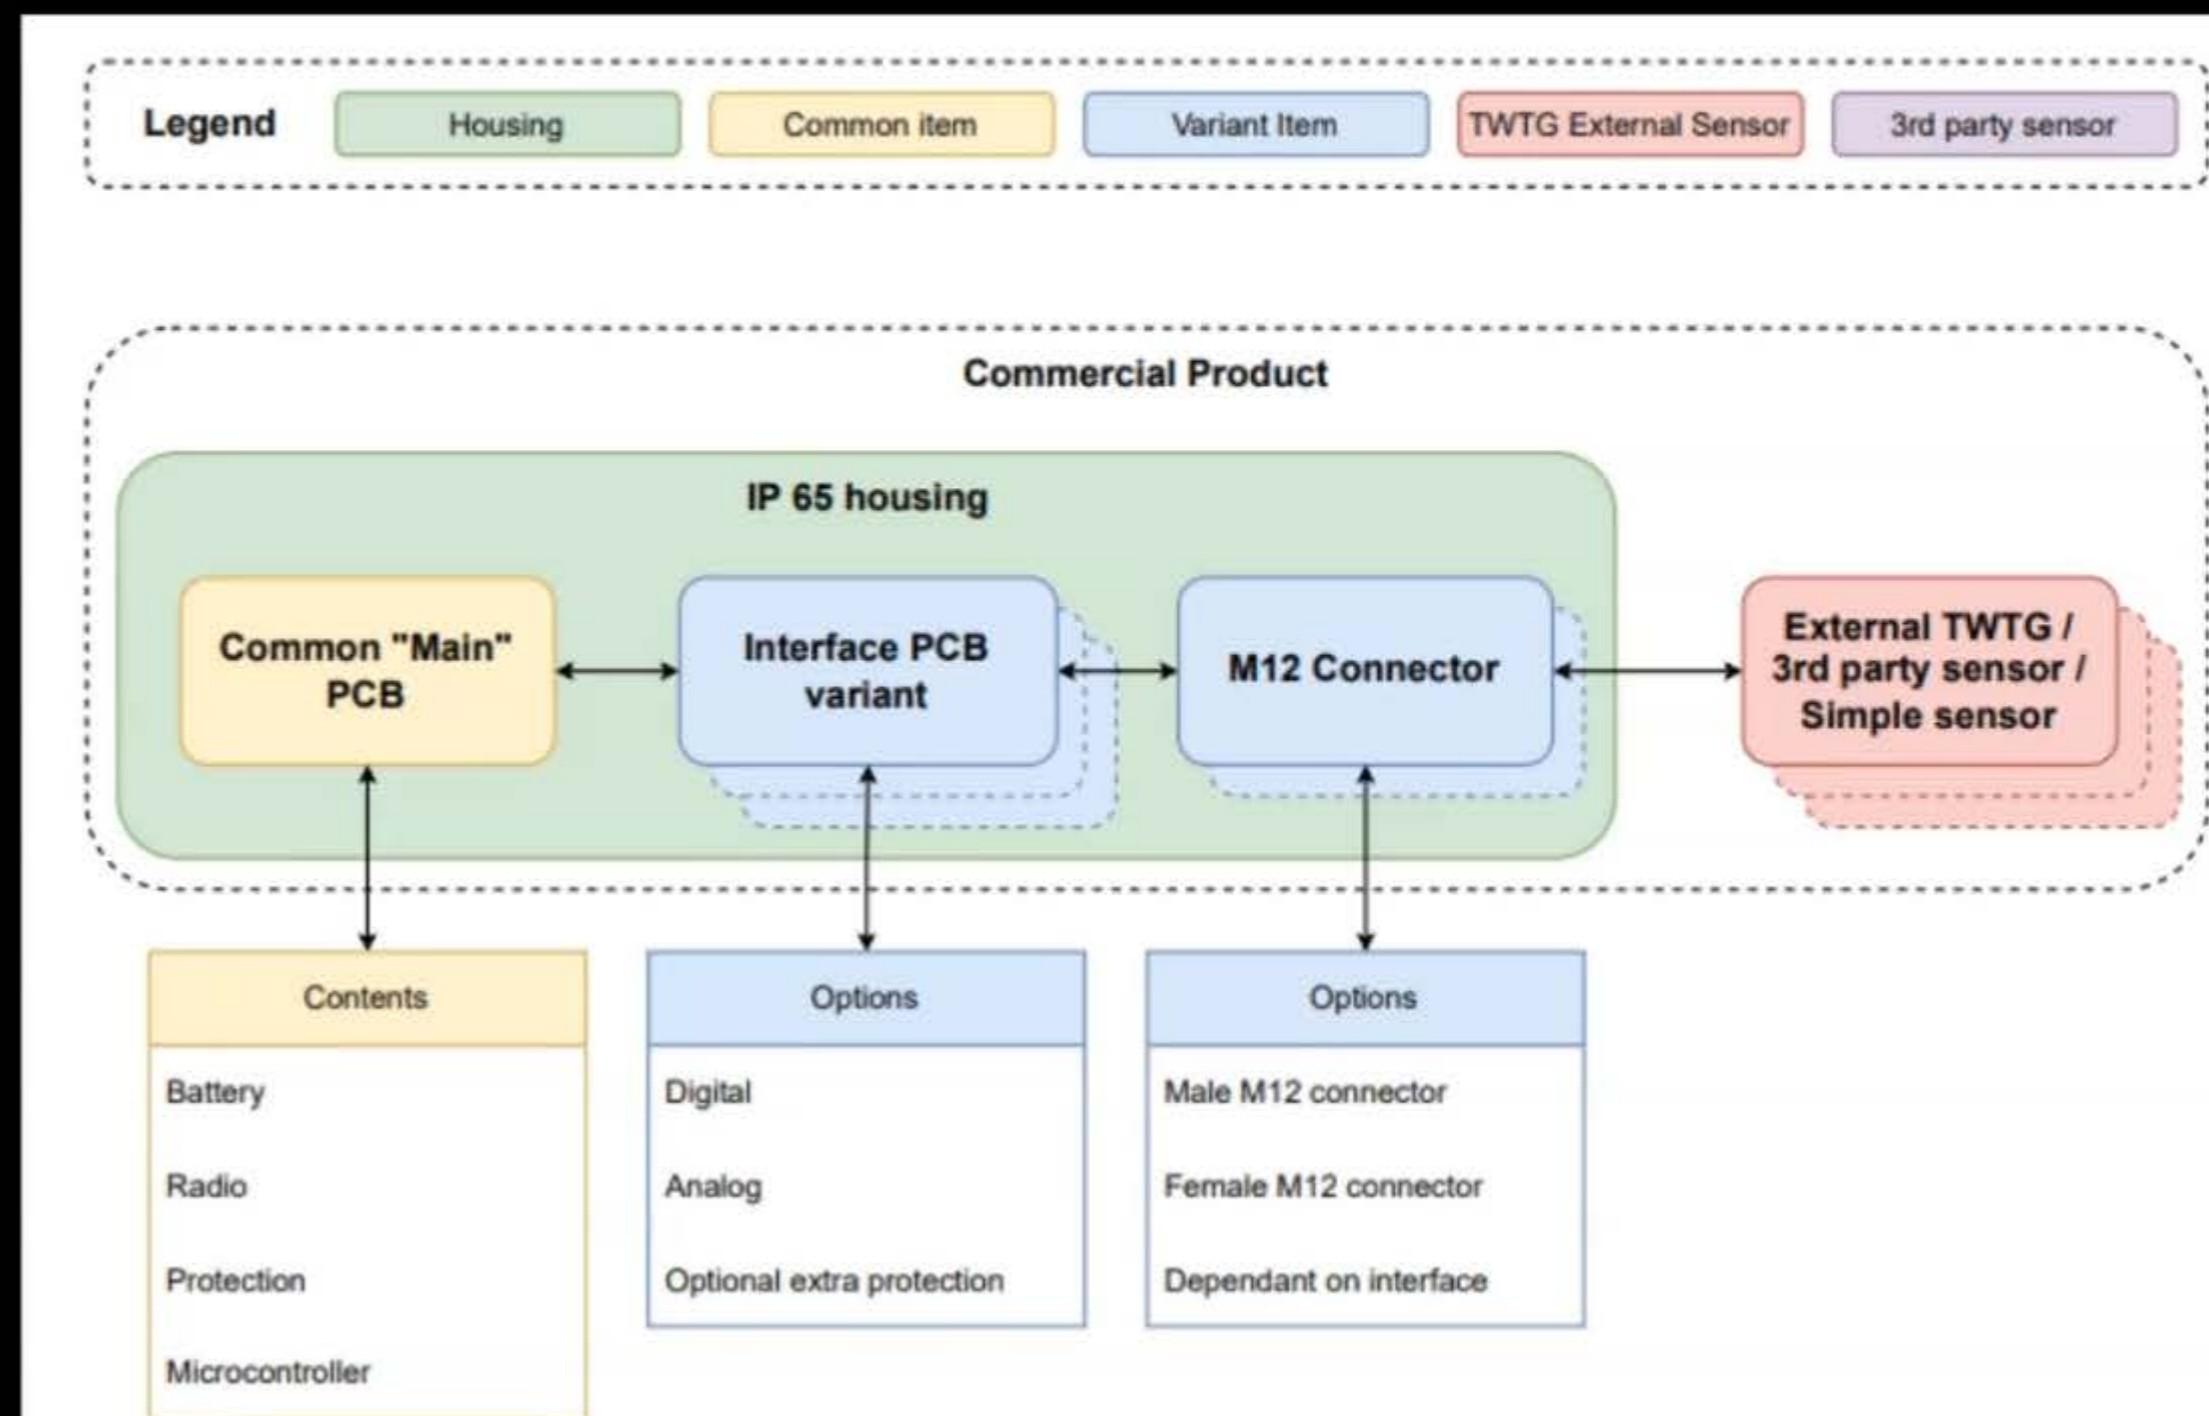 Legend
Housing
Common item
Variant Item
TWTG External Sensor
3rd party sensor
Commercial Product
IP 65 housing
Common "Main"
PCB
Interface PCB
variant
M12 Connector
External TWTG /
3rd party sensor /
Simple sensor
Contents
Battery
Radio
Protection
Microcontroller
Options
Digital
Analog
Optional extra protection
Options
Male M12 connector
Female M12 connector
Dependant on interface